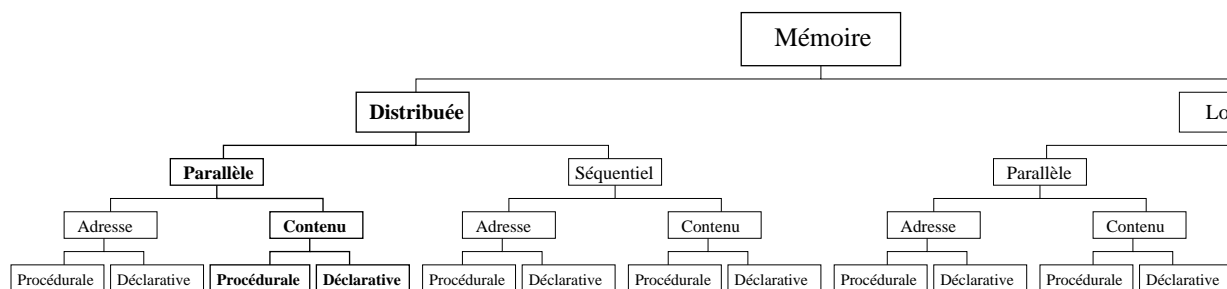 Mémoire
Distribuée
Lo
Parallèle
Séquentiel
Parallèle
Adresse
Contenu
Adresse
Contenu
Adresse
Contenu
Procédurale
Déclarative
Procédurale
Déclarative
Procédurale
Déclarative
Procédurale
Déclarative
Procédurale
Déclarative
Procédurale
Déclarative